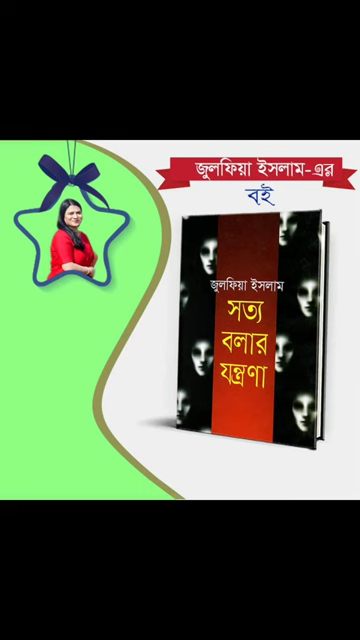 জুলফিয়া ইসলাম-এর
বই
জুলফিয়া ইসলাম
সত্য
বলার
যন্ত্রণা